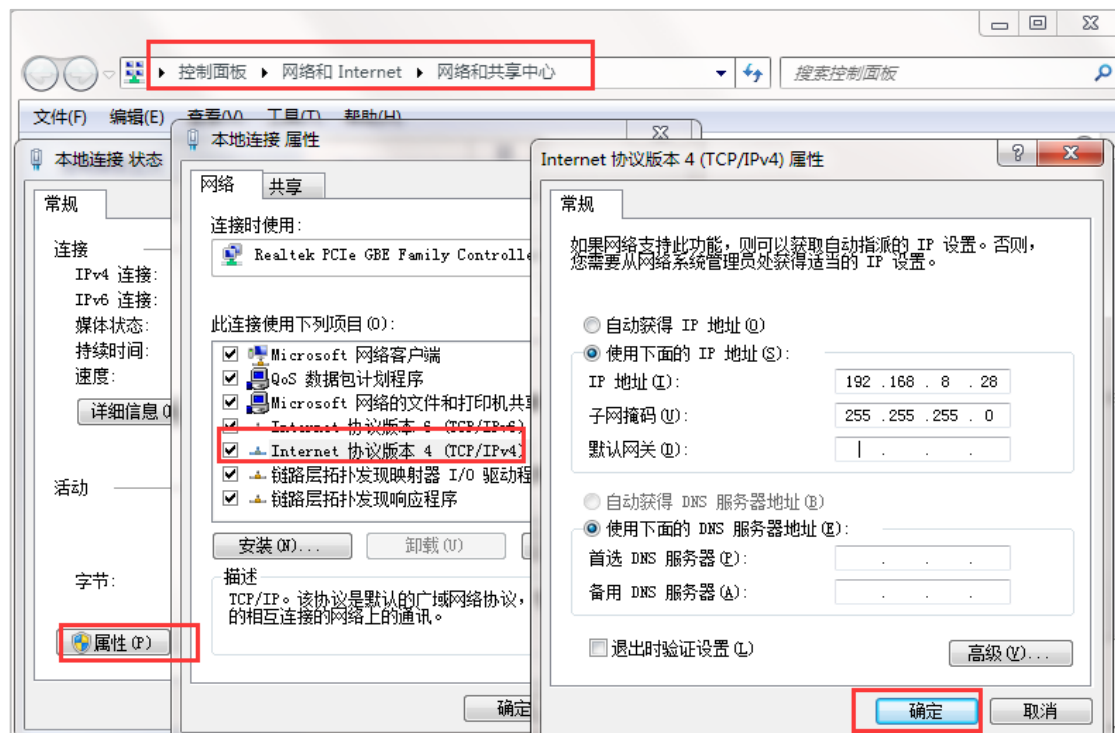 控制面板 网络和 Internet 网络和共享中心
搜索控制面板
文件(F) 编辑(E) 查看(V) 工具(T) 帮助(H)
本地连接 状态
常规
连接
IPv4 连接:
IPv6 连接:
媒体状态:
持续时间:
速度:
详细信息(
活动
字节:
属性(P)
本地连接 属性
网络
共享
连接时使用:
Realtek PCIe GBE Family Controlle
此连接使用下列项目(O):
Microsoft 网络客户端
QoS 数据包计划程序
Microsoft 网络的文件和打印机共享
Internet 协议版本 6 (TCP/IPv6)
Internet 协议版本 4 (TCP/IPv4)
链路层拓扑发现映射器 I/O 驱动程
链路层拓扑发现响应程序
安装(N)...
卸载(U)
描述
TCP/IP。该协议是默认的广域网络协议,
的相互连接的网络上的通讯。
确定
Internet 协议版本 4 (TCP/IPv4) 属性
常规
如果网络支持此功能，则可以获取自动指派的 IP 设置。否则，
您需要从网络系统管理员处获得适当的 IP 设置。
自动获得 IP 地址(O)
使用下面的 IP 地址(S):
IP 地址(I):
192 .168 . 8 . 28
子网掩码(U):
255 .255 .255 . 0
默认网关(D):
. . .
自动获得 DNS 服务器地址(B)
使用下面的 DNS 服务器地址(E):
首选 DNS 服务器(P):
. . .
备用 DNS 服务器(A):
. . .
退出时验证设置(L)
高级(V)...
确定
取消